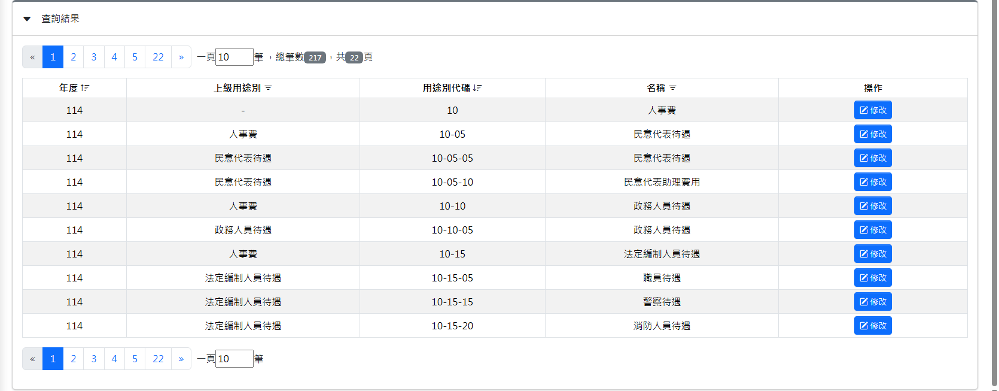 查詢結果
« 1 2 3 4 5 22 » 一頁10筆，總筆數217，共22頁
年度 上級用途別 用途別代碼 名稱 操作
114 - 10 人事費 修改
114 人事費 10-05 民意代表待遇 修改
114 民意代表待遇 10-05-05 民意代表待遇 修改
114 民意代表待遇 10-05-10 民意代表助理費用 修改
114 人事費 10-10 政務人員待遇 修改
114 政務人員待遇 10-10-05 政務人員待遇 修改
114 人事費 10-15 法定編制人員待遇 修改
114 法定編制人員待遇 10-15-05 職員待遇 修改
114 法定編制人員待遇 10-15-15 警察待遇 修改
114 法定編制人員待遇 10-15-20 消防人員待遇 修改
« 1 2 3 4 5 22 » 一頁10筆